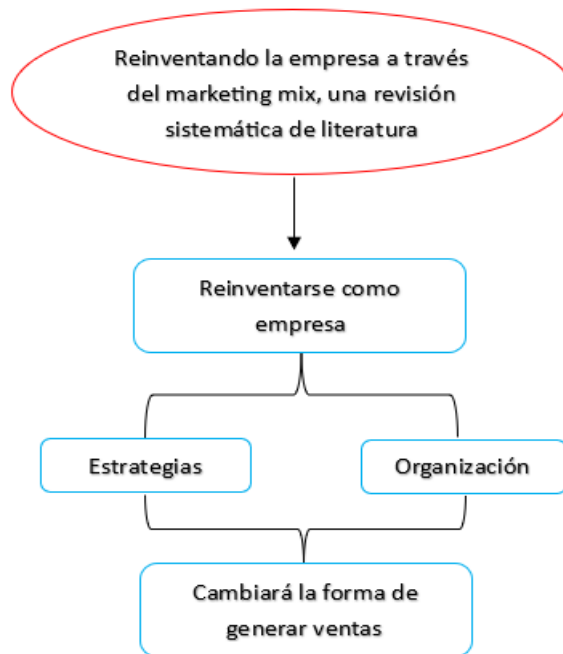 Reinventando la empresa a través
del marketing mix, una revisión
sistemática de literatura
Reinventarse como
empresa
Estrategias
Organización
Cambiará la forma de
generar ventas